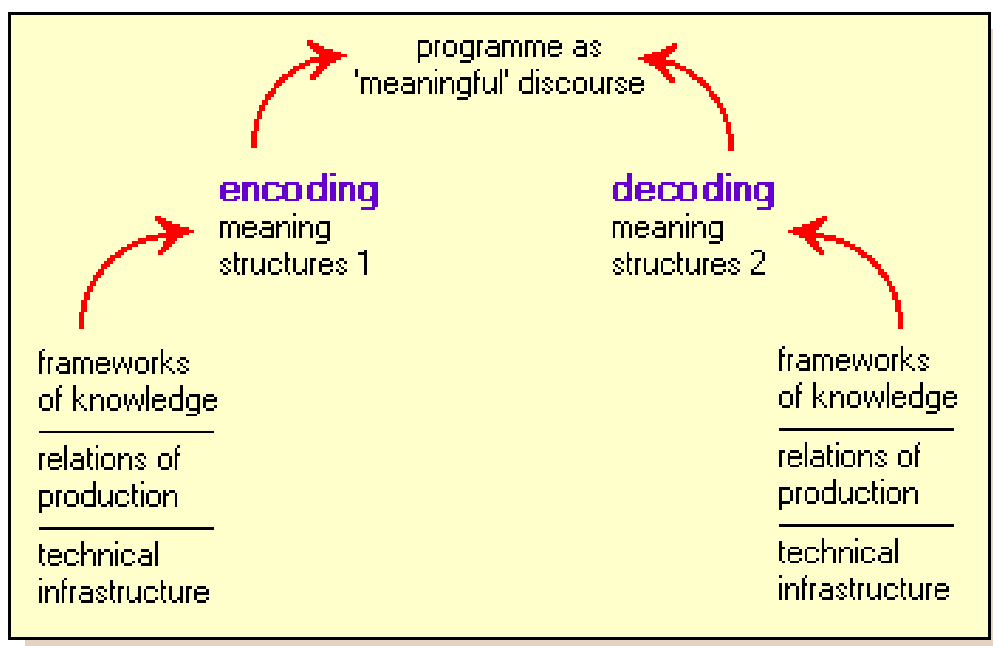 programme as
'meaningful' discourse
encoding
meaning
structures 1
decoding
meaning
structures 2
frameworks
of knowledge
relations of
production
technical
infrastructure
frameworks
of knowledge
relations of
production
technical
infrastructure